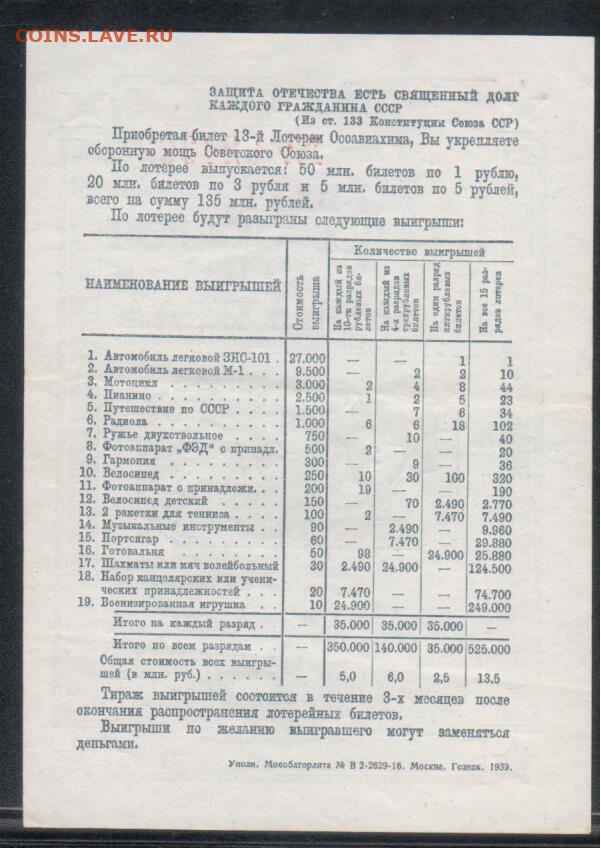 COINS.LAVE.RU
ЗАЩИТА ОТЕЧЕСТВА ЕСТЬ СВЯЩЕННЫЙ ДОЛГ
КАЖДОГО ГРАЖДАНИНА СССР
(Из ст. 133 Конституции Союза ССР)
Приобретая билет 13-й Лотереи Осоавиахима, Вы укрепляете
оборонную мощь Советского Союза.
По лотерее выпускается: 50 млн. билетов по 1 рублю,
20 млн. билетов по 3 рубля и 5 млн. билетов по 5 рублей,
всего на сумму 135 млн. рублей.
По лотерее будут разыграны следующие выигрыши:
НАИМЕНОВАНИЕ ВЫИГРЫШЕЙ
Стоимость
выигрыша
Количество выигрышей
На каждый из
10-ти разрядов
рублевых би-
летов
На каждый из
4-х разрядов
трехрублевых
билетов
На один разряд
пятирублевых
билетов
На все 15 раз-
рядов лотереи
1. Автомобиль легковой ЗИС-101 . 27.000 — — 1 1
2. Автомобиль легковой М-1 . . . 9.500 — 2 2 10
3. Мотоцикл . . . . . . . . 3.000 2 4 8 44
4. Пианино . . . . . . . . 2.500 1 2 5 23
5. Путешествие по СССР . . . . 1.500 — 7 6 34
6. Радиола . . . . . . . . 1.000 6 6 18 102
7. Ружье двухствольное . . . . 750 — 10 — 40
8. Фотоаппарат „ФЭД" с принадл. 500 2 — — 20
9. Гармония . . . . . . . . 300 — 9 — 36
10. Велосипед . . . . . . . 250 10 30 100 320
11. Фотоаппарат с принадлежн. . . 200 19 — — 190
12. Велосипед детский . . . . . 150 — 70 2.490 2.770
13. 2 ракетки для тенниса . . . . 100 2 — 7.470 7.490
14. Музыкальные инструменты . . . 90 — 2.490 — 9.960
15. Портсигар . . . . . . . 60 — 7.470 — 29.880
16. Готовальня . . . . . . . 50 98 — 24.900 25.880
17. Шахматы или мяч волейбольный 30 2.490 24.900 — 124.500
18. Набор канцелярских или учени-
ческих принадлежностей . . . 20 7.470 — — 74.700
19. Военизированная игрушка . . . 10 24.900 — — 249.000
Итого на каждый разряд . — 35.000 35.000 35.000 —
Итого по всем разрядам . . — 350.000 140.000 35.000 525.000
Общая стоимость всех выигры-
шей (в млн. руб.) . . . . . . — 5,0 6,0 2,5 13,5
Тираж выигрышей состоится в течение 3-х месяцев после
окончания распространения лотерейных билетов.
Выигрыши по желанию выигравшего могут заменяться
деньгами.
Уполн. Мособлгорлита № В 2-2629-16. Москва. Гознак. 1939.